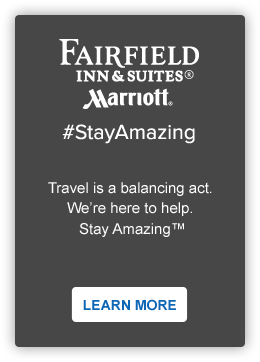 FAIRFIELD
INN & SUITES®
Marriott®
#StayAmazing
Travel is a balancing act.
We're here to help.
Stay Amazing™
LEARN MORE